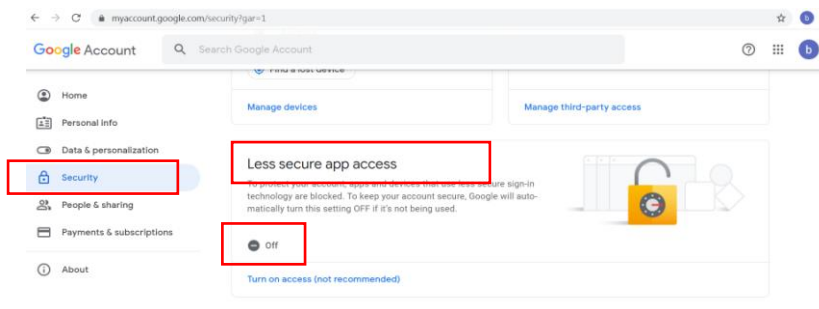 myaccount.google.com/security?gar=1
b
Google Account
Search Google Account
b
Find a lost device
Home
Manage devices
Manage third-party access
Personal info
Data & personalization
Less secure app access
Security
To protect your account, apps and devices that use less secure sign-in
technology are blocked. To keep your account secure, Google will auto-
matically turn this setting OFF if it's not being used.
People & sharing
Payments & subscriptions
Off
About
Turn on access (not recommended)